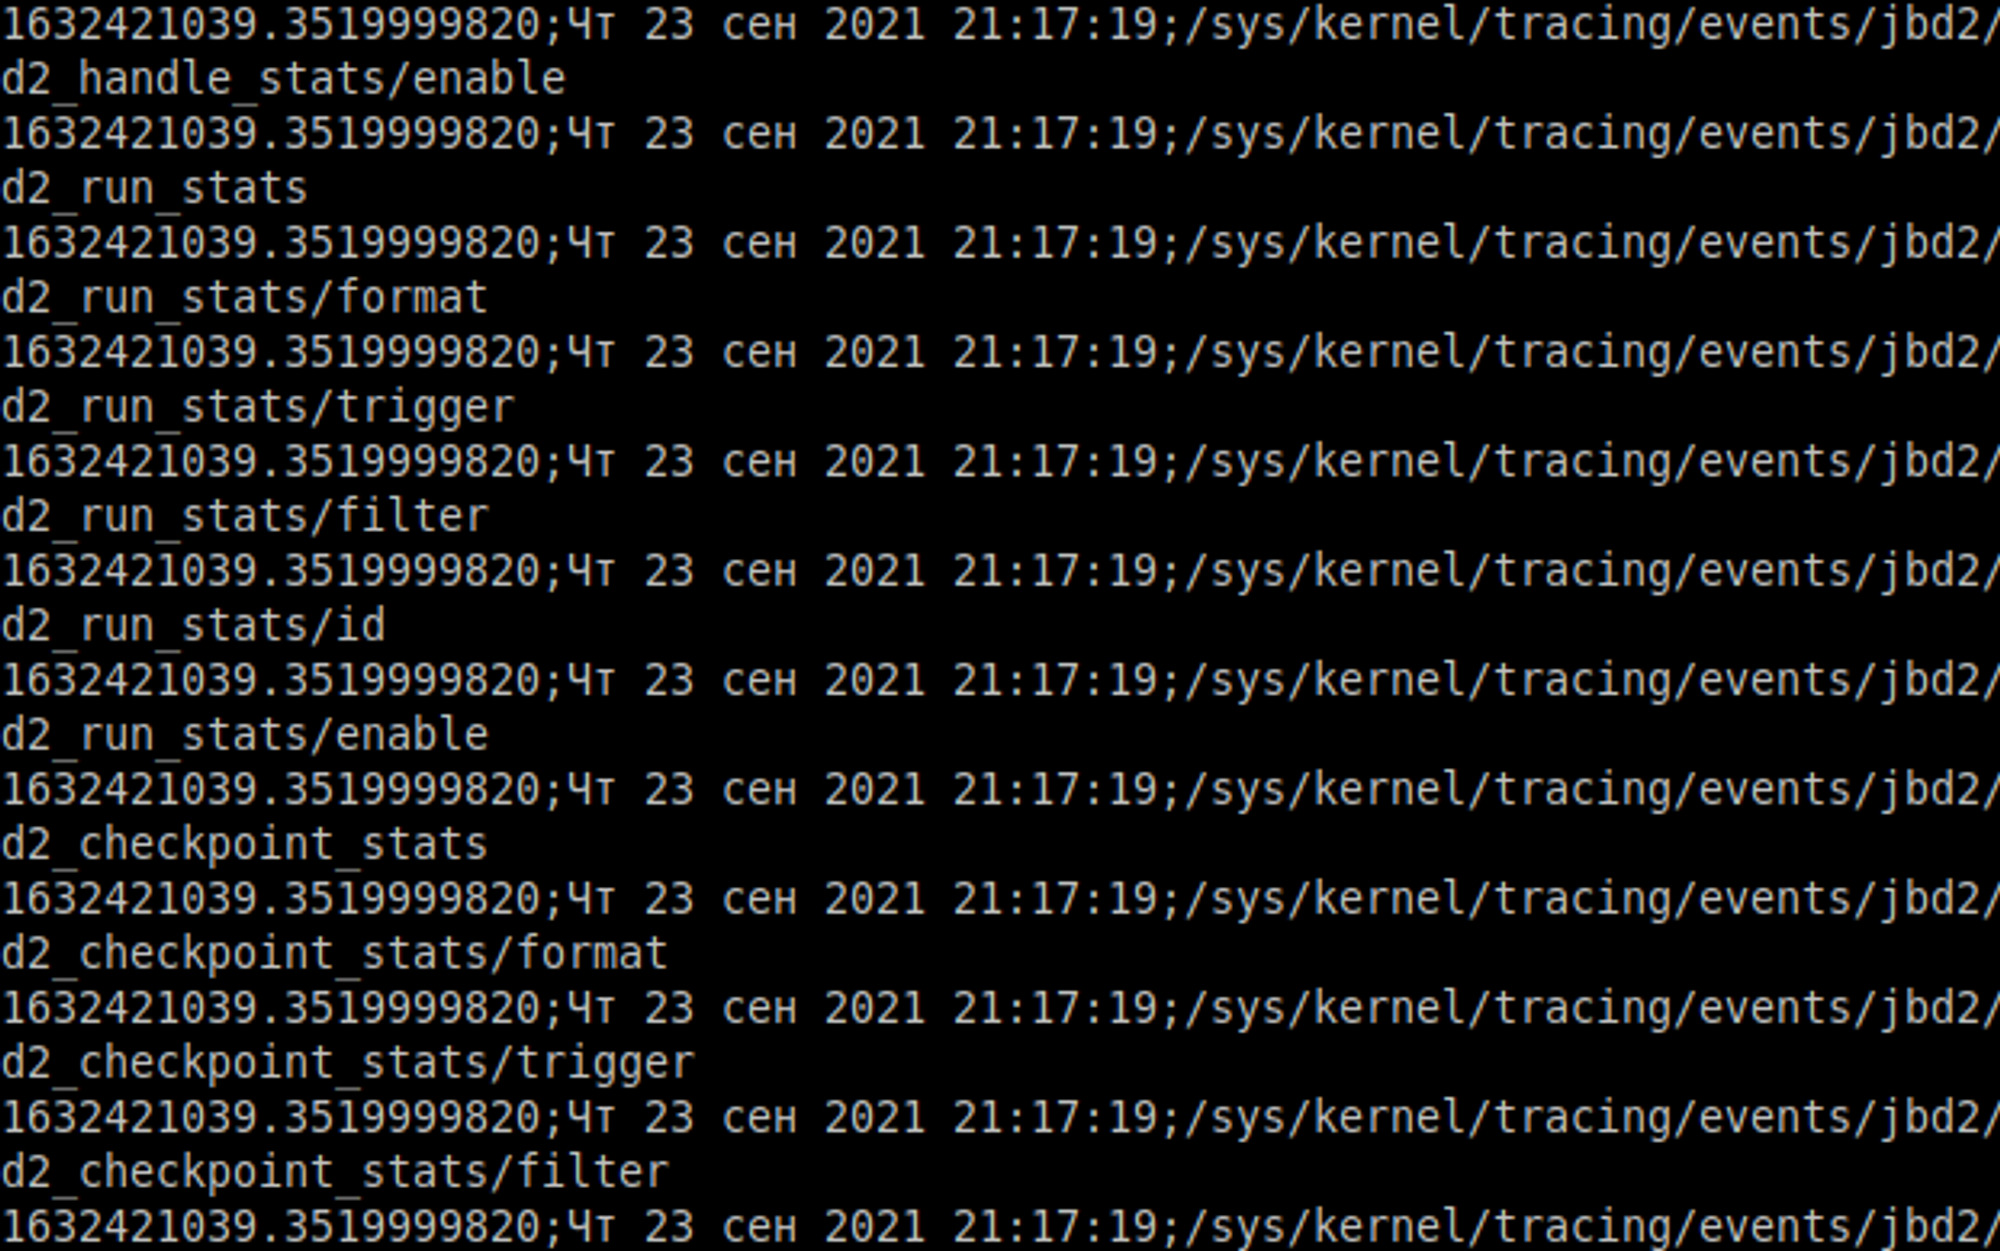 1632421039.3519999820;Чт 23 сен 2021 21:17:19;/sys/kernel/tracing/events/jbd2/
d2_handle_stats/enable
1632421039.3519999820;Чт 23 сен 2021 21:17:19;/sys/kernel/tracing/events/jbd2/
d2_run_stats
1632421039.3519999820;Чт 23 сен 2021 21:17:19;/sys/kernel/tracing/events/jbd2/
d2_run_stats/format
1632421039.3519999820;Чт 23 сен 2021 21:17:19;/sys/kernel/tracing/events/jbd2/
d2_run_stats/trigger
1632421039.3519999820;Чт 23 сен 2021 21:17:19;/sys/kernel/tracing/events/jbd2/
d2_run_stats/filter
1632421039.3519999820;Чт 23 сен 2021 21:17:19;/sys/kernel/tracing/events/jbd2/
d2_run_stats/id
1632421039.3519999820;Чт 23 сен 2021 21:17:19;/sys/kernel/tracing/events/jbd2/
d2_run_stats/enable
1632421039.3519999820;Чт 23 сен 2021 21:17:19;/sys/kernel/tracing/events/jbd2/
d2_checkpoint_stats
1632421039.3519999820;Чт 23 сен 2021 21:17:19;/sys/kernel/tracing/events/jbd2/
d2_checkpoint_stats/format
1632421039.3519999820;Чт 23 сен 2021 21:17:19;/sys/kernel/tracing/events/jbd2/
d2_checkpoint_stats/trigger
1632421039.3519999820;Чт 23 сен 2021 21:17:19;/sys/kernel/tracing/events/jbd2/
d2_checkpoint_stats/filter
1632421039.3519999820;Чт 23 сен 2021 21:17:19;/sys/kernel/tracing/events/jbd2/